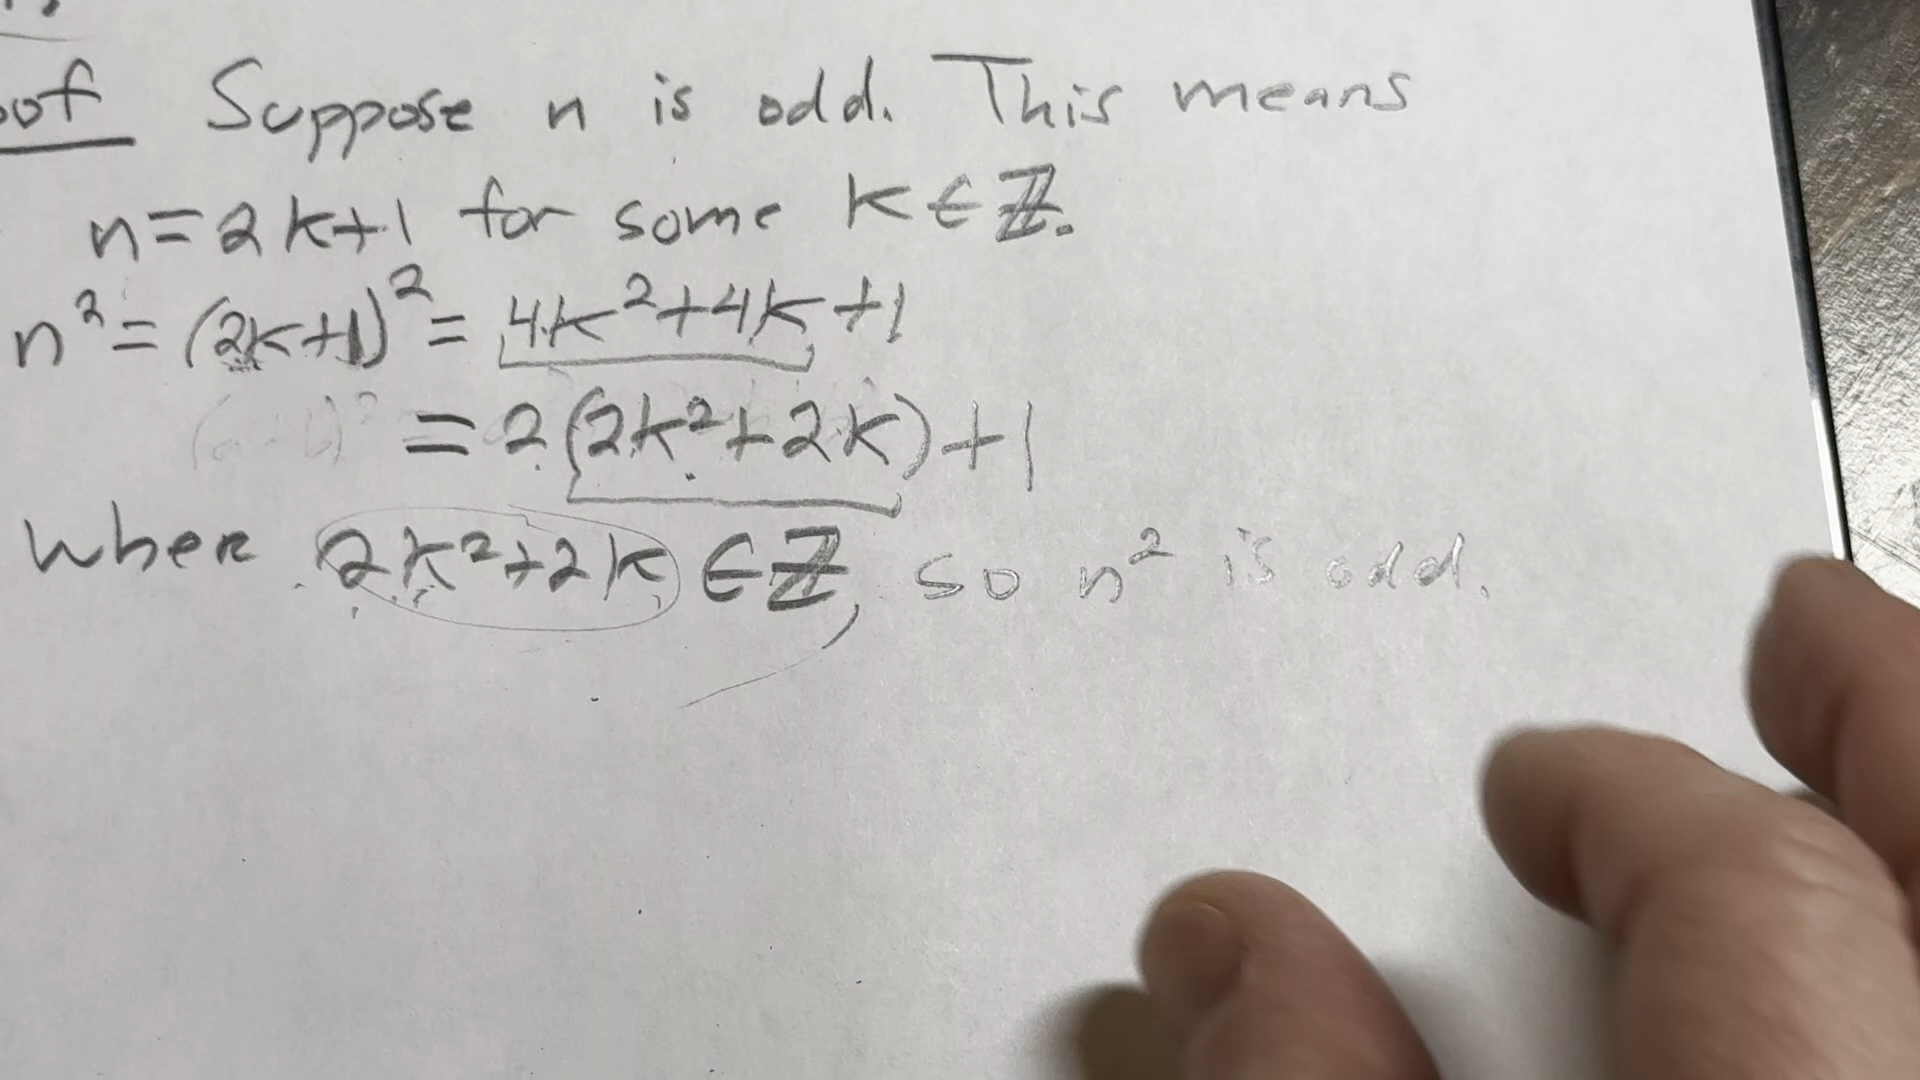 oof Suppose n is odd. This means
n=2k+1 for some k∈ℤ.
n²=(2k+1)²=4k²+4k+1
=2(2k²+2k)+1
where 2k²+2k∈ℤ, so n² is odd.